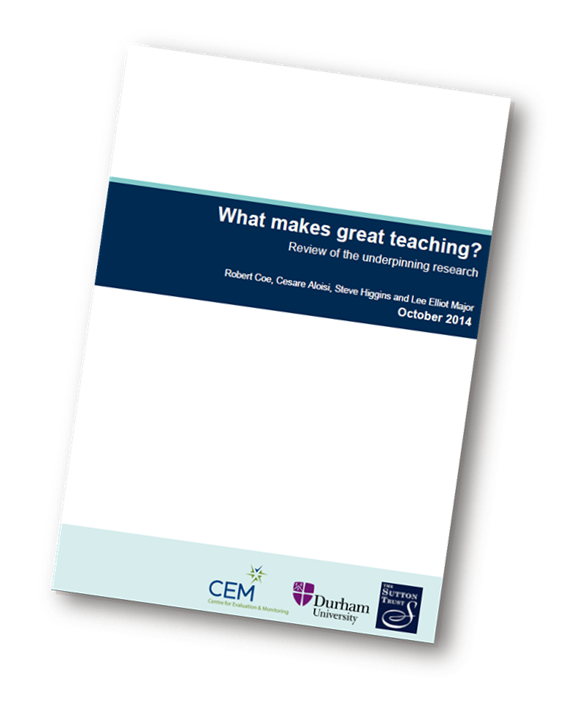 What makes great teaching?
Review of the underpinning research
Robert Coe, Cesare Aloisi, Steve Higgins and Lee Elliot Major
October 2014
CEM
Centre for Evaluation & Monitoring
Durham
University
THE
SUTTON
TRUST